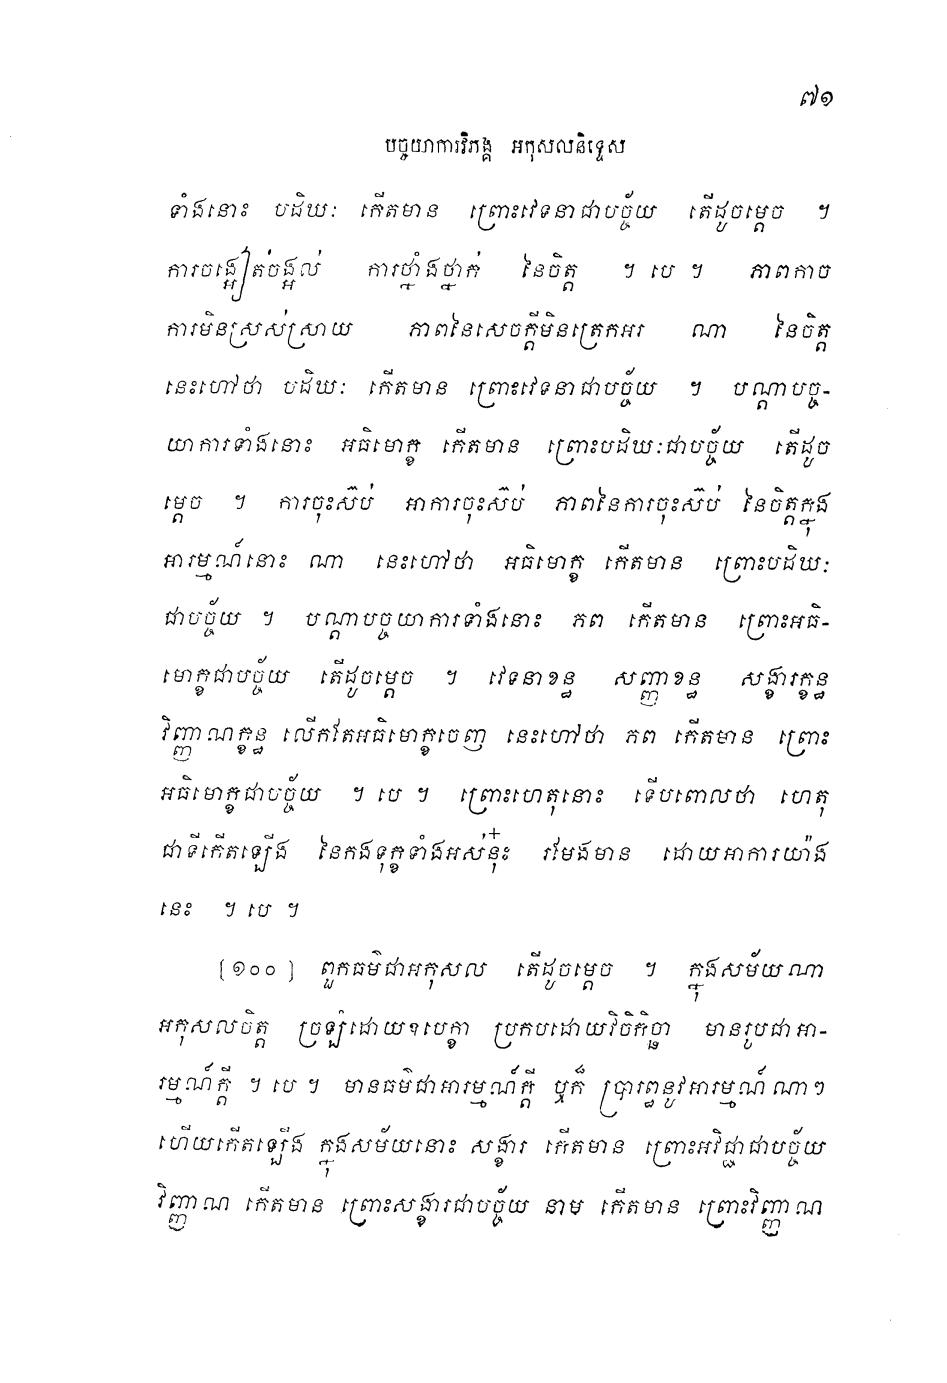 ៧១
បច្ចយាការវិភង្គ អកុសលនិទ្ទេស
ទាំងនោះ បដិឃៈ កើតមាន ព្រោះវេទនាជាបច្ច័យ តើដូចម្តេច ។
ការចង្អៀតចង្អល់ ការថ្នាំងថ្នាក់ នៃចិត្ត ។ បេ ។ ភាពកាច
ការមិនស្រស់ស្រាយ ភាពនៃសេចក្តីមិនត្រេកអរ ណា នៃចិត្ត
នេះហៅថា បដិឃៈ កើតមាន ព្រោះវេទនាជាបច្ច័យ ។ បណ្តាបច្ច-
យាការទាំងនោះ អធិមោក្ខ កើតមាន ព្រោះបដិឃៈជាបច្ច័យ តើដូច
ម្តេច ។ ការចុះស៊ប់ អាការចុះស៊ប់ ភាពនៃការចុះស៊ប់ នៃចិត្តក្នុង
អារម្មណ៍នោះ ណា នេះហៅថា អធិមោក្ខ កើតមាន ព្រោះបដិឃៈ
ជាបច្ច័យ ។ បណ្តាបច្ចយាការទាំងនោះ ភព កើតមាន ព្រោះអធិ-
មោក្ខជាបច្ច័យ តើដូចម្តេច ។ វេទនាខន្ធ សញ្ញាខន្ធ សង្ខារក្ខន្ធ
វិញ្ញាណក្ខន្ធ លើកតែអធិមោក្ខចេញ នេះហៅថា ភព កើតមាន ព្រោះ
អធិមោក្ខជាបច្ច័យ ។ បេ ។ ព្រោះហេតុនោះ ទើបពោលថា ហេតុ
ជាទីកើតឡើង នៃកងទុក្ខទាំងអស់នុ៎ះ រមែងមាន ដោយអាការយ៉ាង
នេះ ។ បេ ។
[១០០] ពួកធម៌ជាអកុសល តើដូចម្តេច ។ ក្នុងសម័យណា
អកុសលចិត្ត ច្រឡំដោយឧបេក្ខា ប្រកបដោយវិចិកិច្ឆា មានរូបជាអា-
រម្មណ៍ក្តី ។ បេ ។ មានធម៌ជាអារម្មណ៍ក្តី ឬក៏ ប្រារព្ធនូវអារម្មណ៍ណាៗ
ហើយកើតឡើង ក្នុងសម័យនោះ សង្ខារ កើតមាន ព្រោះអវិជ្ជាជាបច្ច័យ
វិញ្ញាណ កើតមាន ព្រោះសង្ខារជាបច្ច័យ នាម កើតមាន ព្រោះវិញ្ញាណ